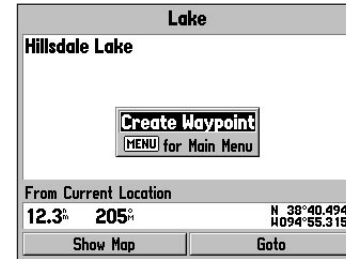 Lake
Hillsdale Lake
Create Waypoint
MENU for Main Menu
From Current Location
12.3 205° N 38°40.494
W094°55.315
Show Map Goto